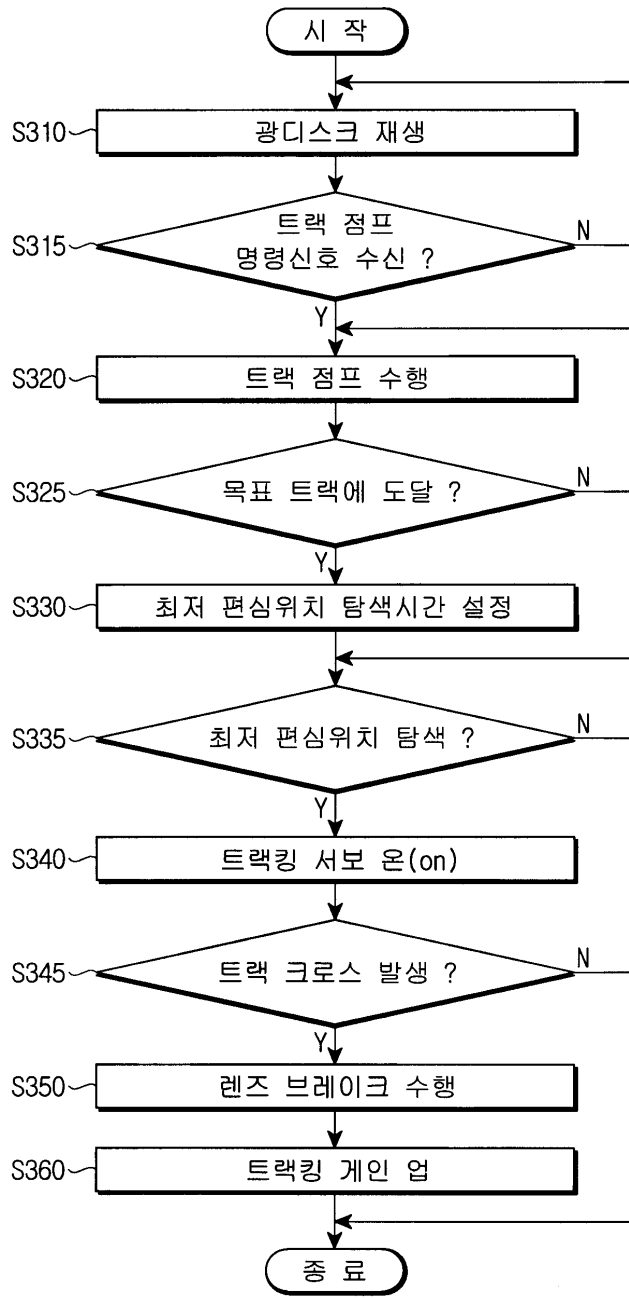 시 작
S310
광디스크 재생
S315
트랙 점프
명령신호 수신 ?
N
Y
S320
트랙 점프 수행
S325
목표 트랙에 도달 ?
N
Y
S330
최저 편심위치 탐색시간 설정
S335
최저 편심위치 탐색 ?
N
Y
S340
트랙킹 서보 온(on)
S345
트랙 크로스 발생 ?
N
Y
S350
렌즈 브레이크 수행
S360
트랙킹 게인 업
종 료